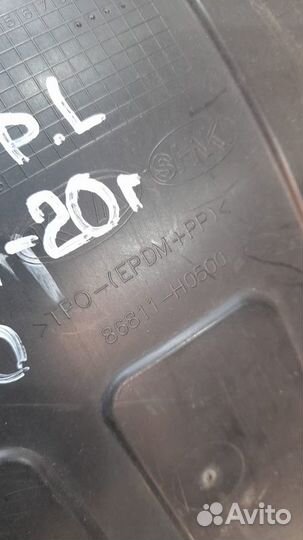 P.L
-20г
SHK
>TPO-(EPDM+PP)<
86811-H0500
Avito